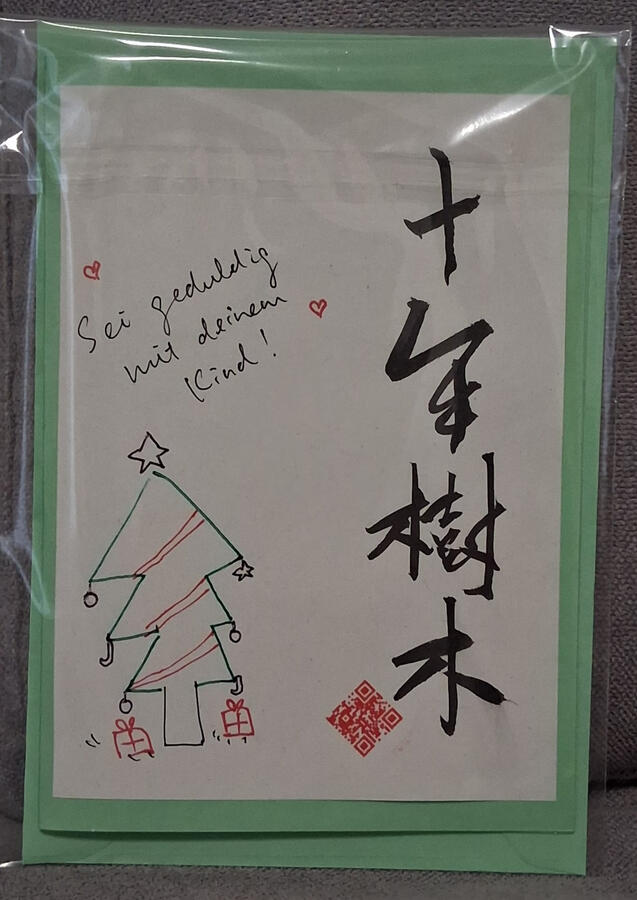 Sei geduldig
mit deinem
Kind!
十年樹木